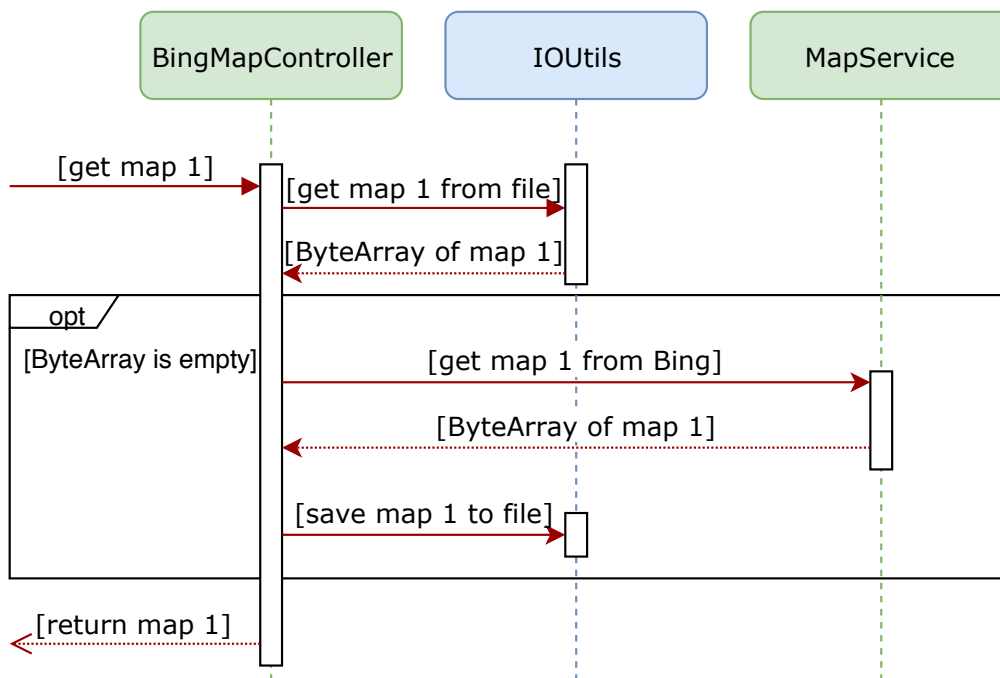 BingMapController
IOUtils
MapService
[get map 1]
[get map 1 from file]
[ByteArray of map 1]
opt
[ByteArray is empty]
[get map 1 from Bing]
[ByteArray of map 1]
[save map 1 to file]
[return map 1]